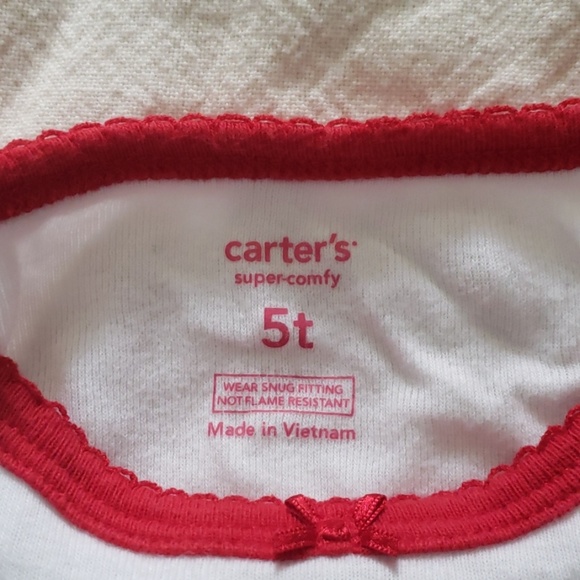 carter's
super-comfy
5t
WEAR SNUG FITTING
NOT FLAME RESISTANT
Made in Vietnam